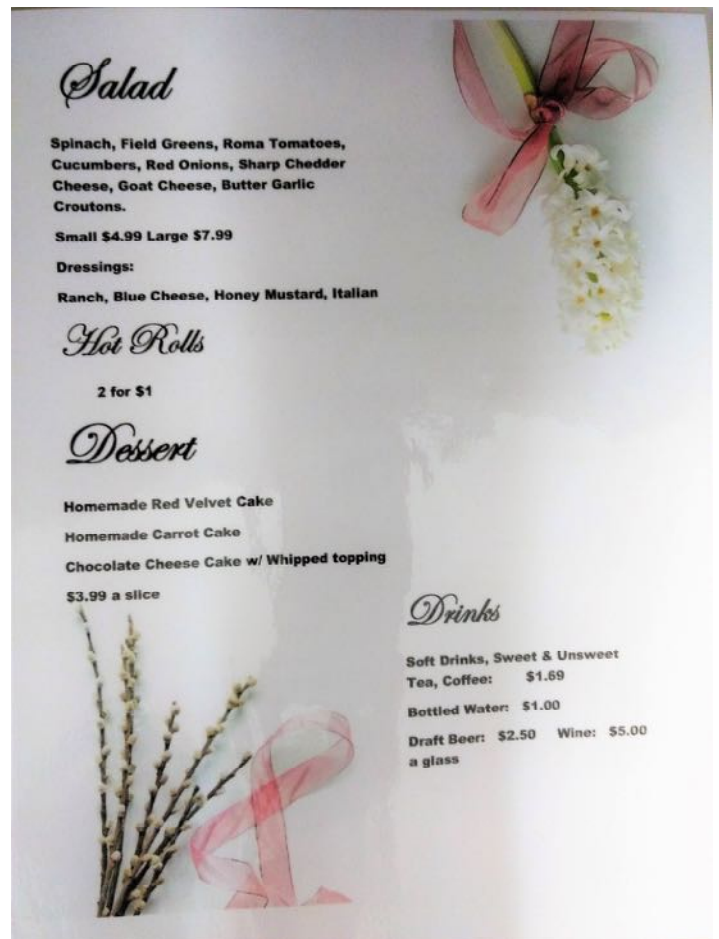 Salad
Spinach, Field Greens, Roma Tomatoes,
Cucumbers, Red Onions, Sharp Chedder
Cheese, Goat Cheese, Butter Garlic
Croutons.
Small $4.99 Large $7.99
Dressings:
Ranch, Blue Cheese, Honey Mustard, Italian
Hot Rolls
2 for $1
Dessert
Homemade Red Velvet Cake
Homemade Carrot Cake
Chocolate Cheese Cake w/ Whipped topping
$3.99 a slice
Drinks
Soft Drinks, Sweet & Unsweet
Tea, Coffee: $1.69
Bottled Water: $1.00
Draft Beer: $2.50 Wine: $5.00
a glass